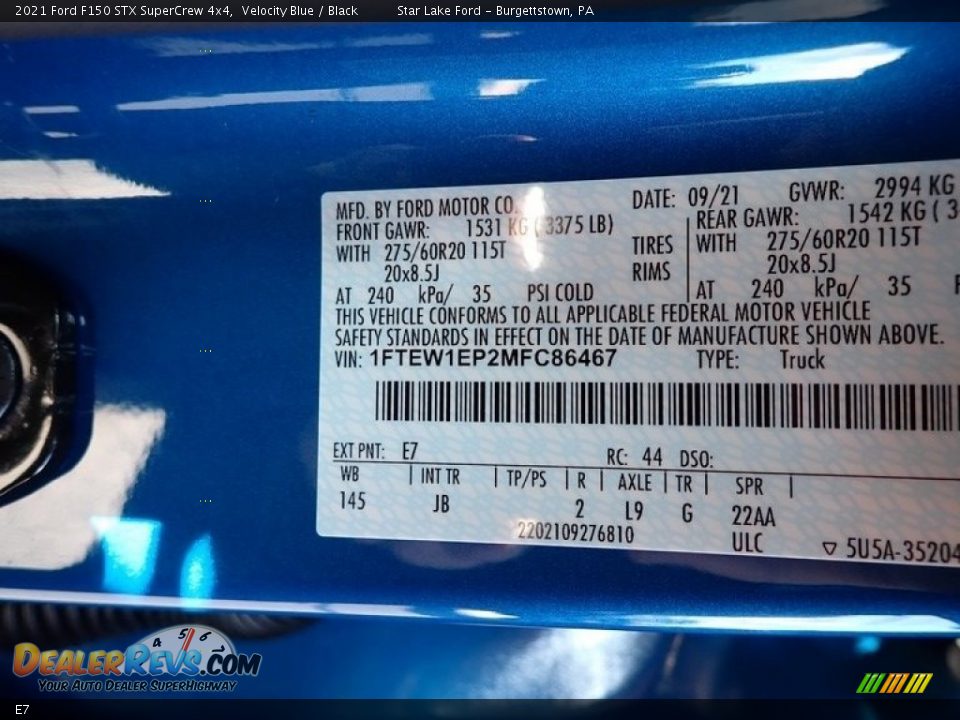 2021 Ford F150 STX SuperCrew 4x4, Velocity Blue / Black Star Lake Ford - Burgettstown, PA
MFD. BY FORD MOTOR CO. DATE: 09/21 GVWR: 2994 KG
FRONT GAWR: 1531 KG ( 3375 LB) REAR GAWR: 1542 KG ( 3
WITH 275/60R20 115T TIRES WITH 275/60R20 115T
20x8.5J RIMS 20x8.5J
AT 240 kPa/ 35 PSI COLD AT 240 kPa/ 35
THIS VEHICLE CONFORMS TO ALL APPLICABLE FEDERAL MOTOR VEHICLE
SAFETY STANDARDS IN EFFECT ON THE DATE OF MANUFACTURE SHOWN ABOVE.
VIN: 1FTEW1EP2MFC86467 TYPE: Truck
EXT PNT: E7 RC: 44 DSO:
WB INT TR TP/PS R AXLE TR SPR
145 JB 2 L9 G 22AA
2202109276810 ULC 5U5A-35204
4 5 6
DEALERREVS.COM
YOUR AUTO DEALER SUPERHIGHWAY
E7